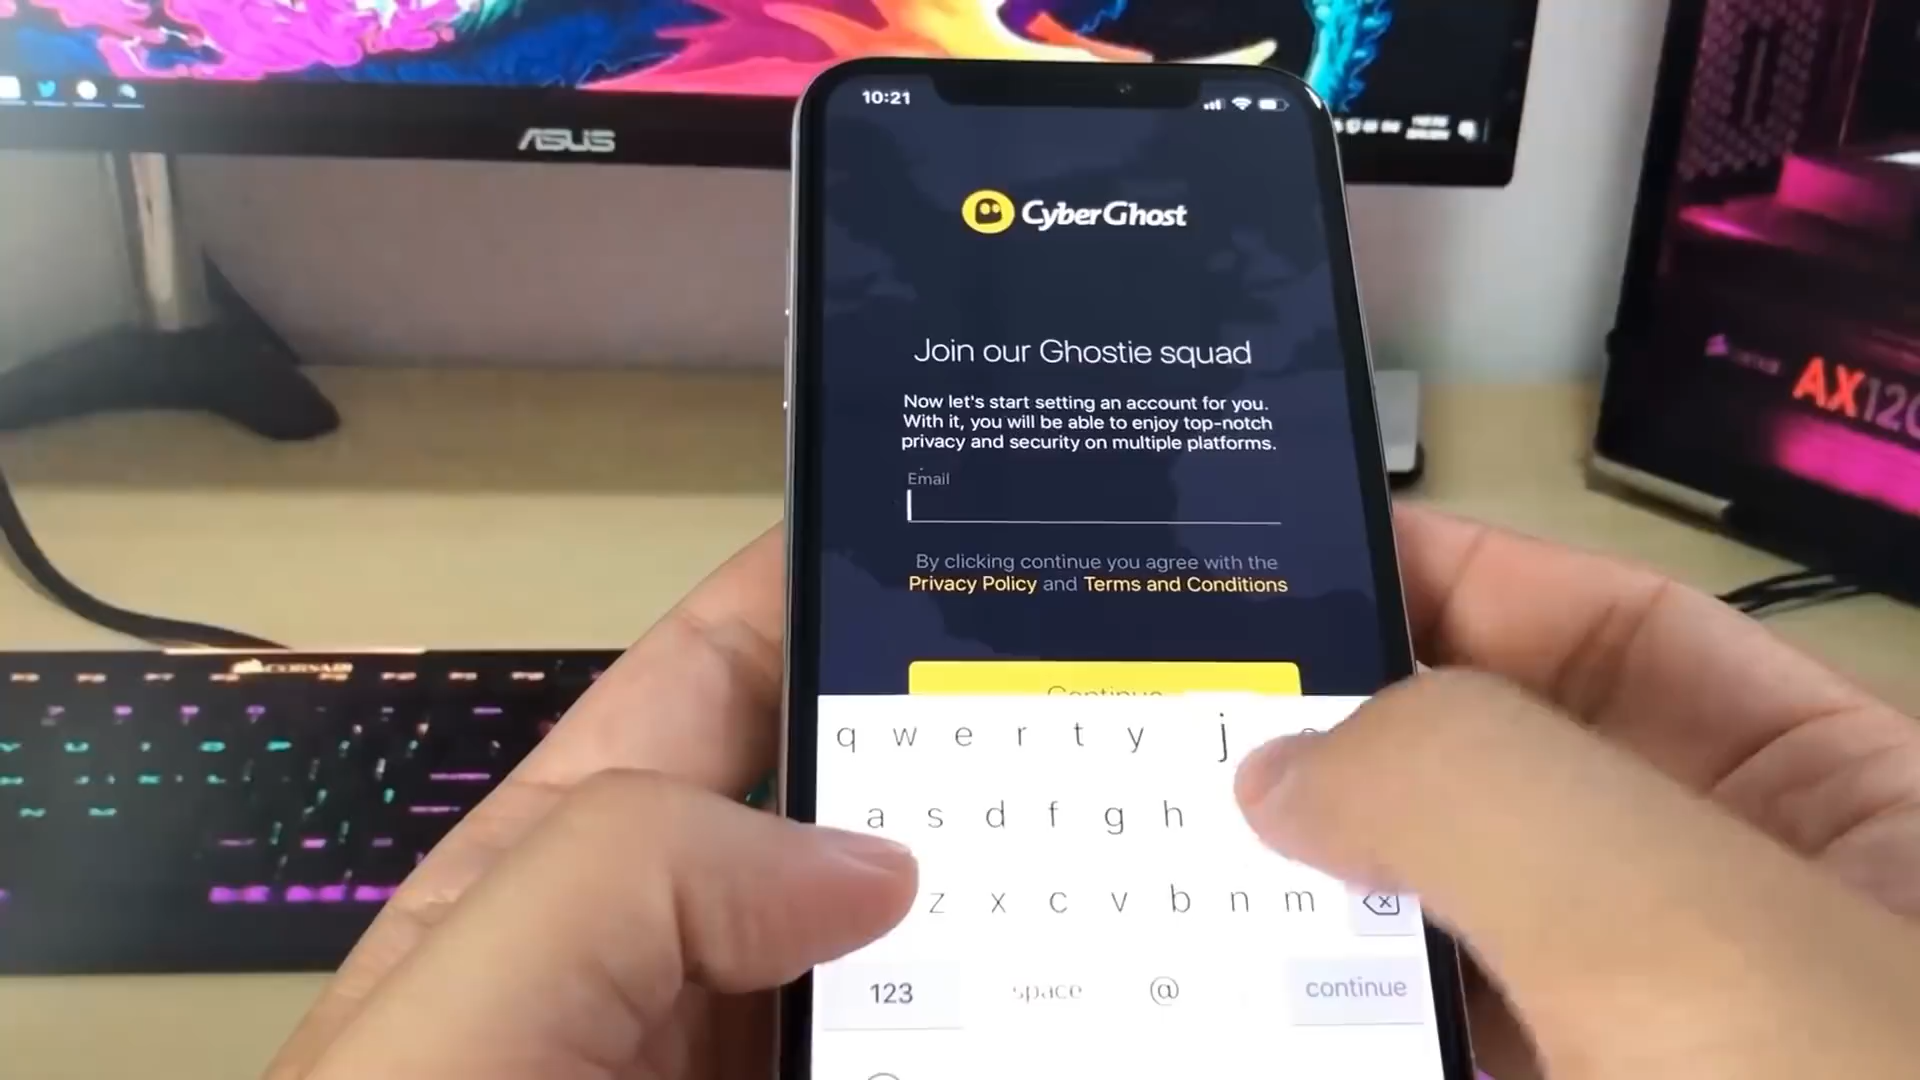 ASUS
10:21
CyberGhost
Join our Ghostie squad
Now let's start setting an account for you.
With it, you will be able to enjoy top-notch
privacy and security on multiple platforms.
Email
By clicking continue you agree with the
Privacy Policy and Terms and Conditions
Continue
q w e r t y j
a s d f g h
z x c v b n m
123 space @ continue
CORSAIR